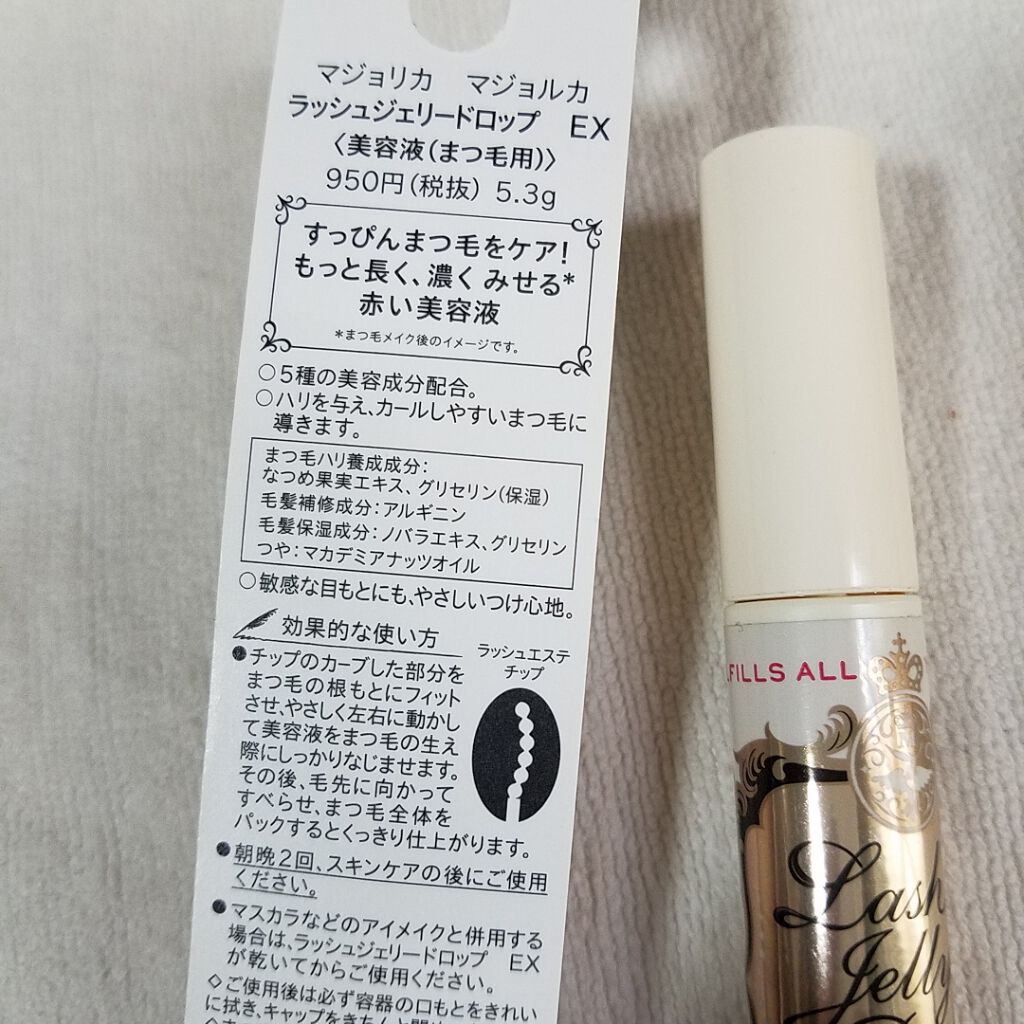 マジョリカ マジョルカ
ラッシュジェリードロップ EX
〈美容液(まつ毛用)〉
950円(税抜) 5.3g
すっぴんまつ毛をケア!
もっと長く、濃く みせる*
赤い美容液
*まつ毛メイク後のイメージです。
○5種の美容成分配合。
○ハリを与え、カールしやすいまつ毛に
導きます。
まつ毛ハリ養成成分:
なつめ果実エキス、グリセリン(保湿)
毛髪補修成分:アルギニン
毛髪保湿成分:ノバラエキス、グリセリン
つや:マカデミアナッツオイル
○敏感な目もとにも、やさしいつけ心地。
効果的な使い方
●チップのカーブした部分を
まつ毛の根もとにフィット
させ、やさしく左右に動かし
て美容液をまつ毛の生え
際にしっかりなじませます。
その後、毛先に向かって
すべらせ、まつ毛全体を
パックするとくっきり仕上がります。
ラッシュエステ
チップ
●朝晩2回、スキンケアの後にご使用
ください。
●マスカラなどのアイメイクと併用する
場合は、ラッシュジェリードロップ EX
が乾いてからご使用ください。
◇ご使用後は必ず容器の口もとをきれい
に拭き、キャップをきちんと
FILLS ALL
Lash
Jelly